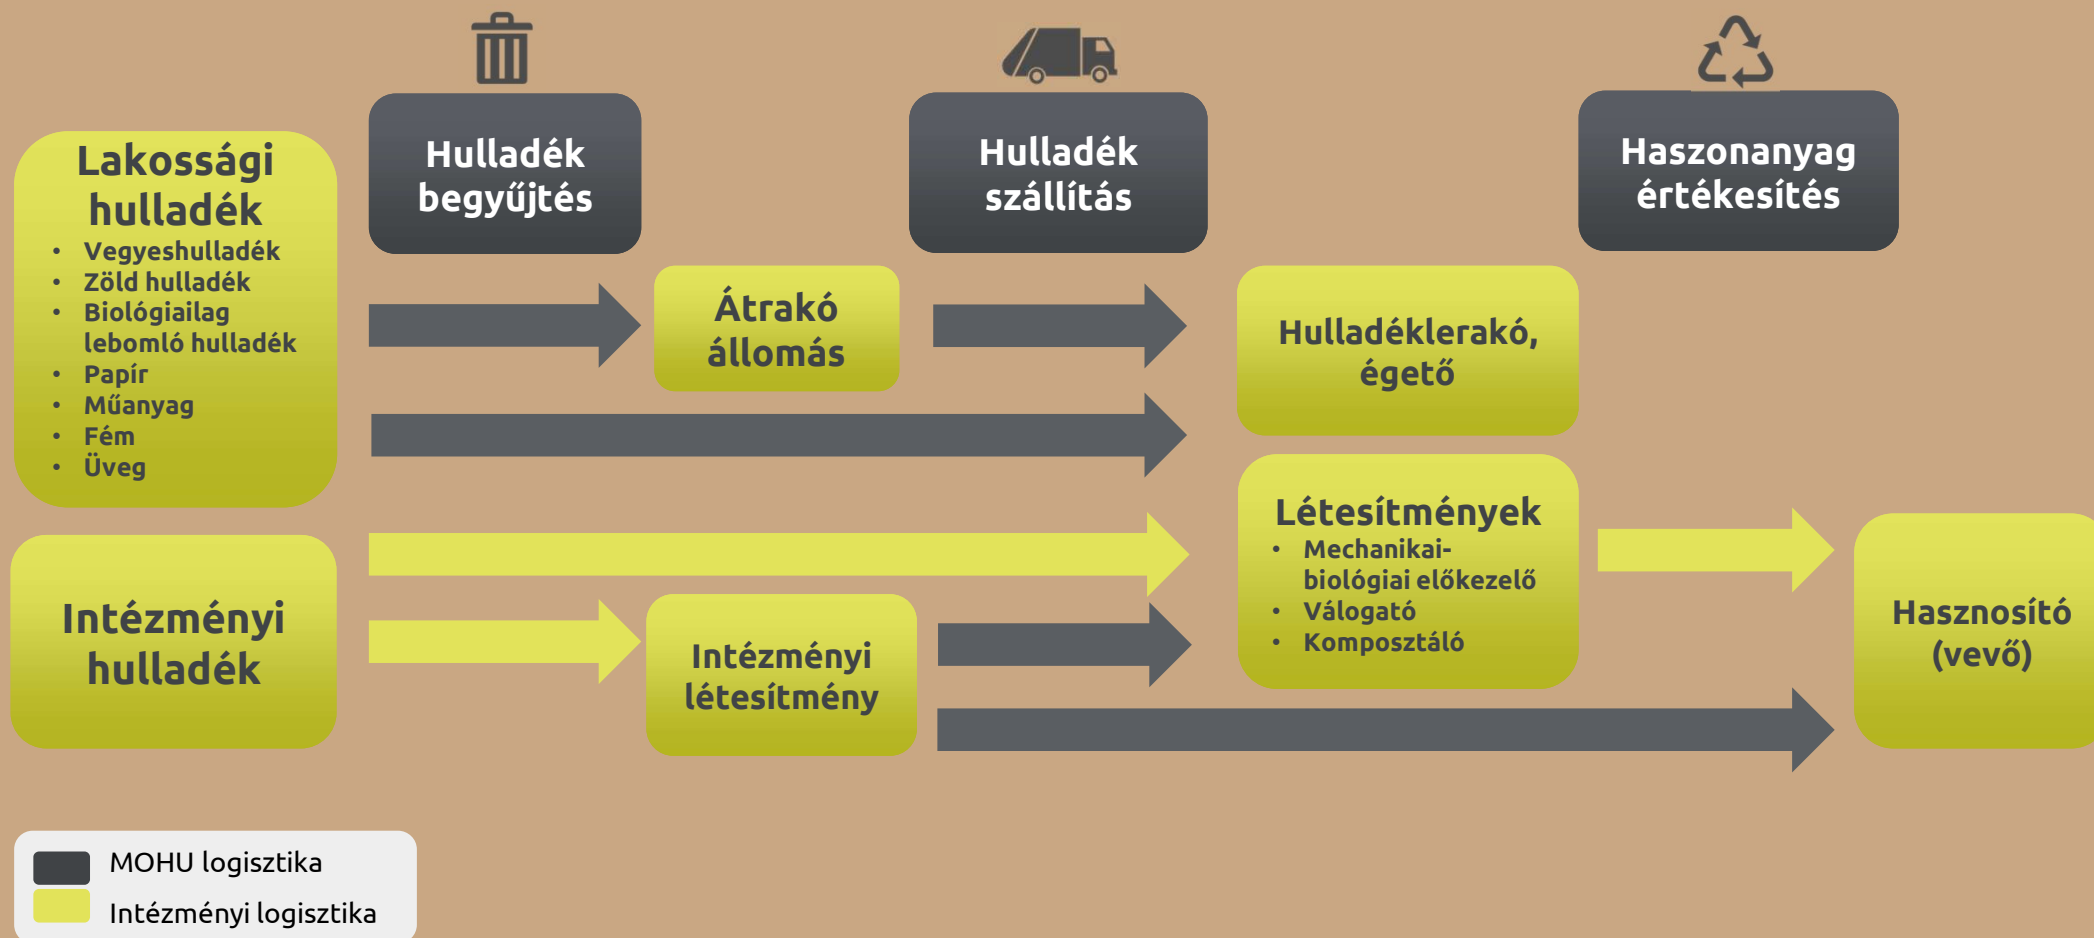 Hulladék
begyűjtés
Hulladék
szállítás
Haszonanyag
értékesítés
Lakossági
hulladék
• Vegyeshulladék
• Zöld hulladék
• Biológiailag
lebomló hulladék
• Papír
• Műanyag
• Fém
• Üveg
Átrakó
állomás
Hulladéklerakó,
égető
Létesítmények
• Mechanikai-
biológiai előkezelő
• Válogató
• Komposztáló
Intézményi
hulladék
Intézményi
létesítmény
Hasznosító
(vevő)
MOHU logisztika
Intézményi logisztika